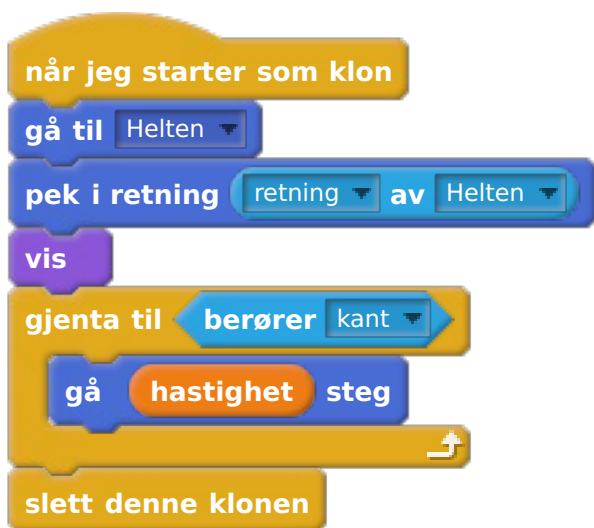 når jeg starter som klon
gå til Helten
pek i retning retning av Helten
vis
gjenta til berører kant
gå hastighet steg
slett denne klonen